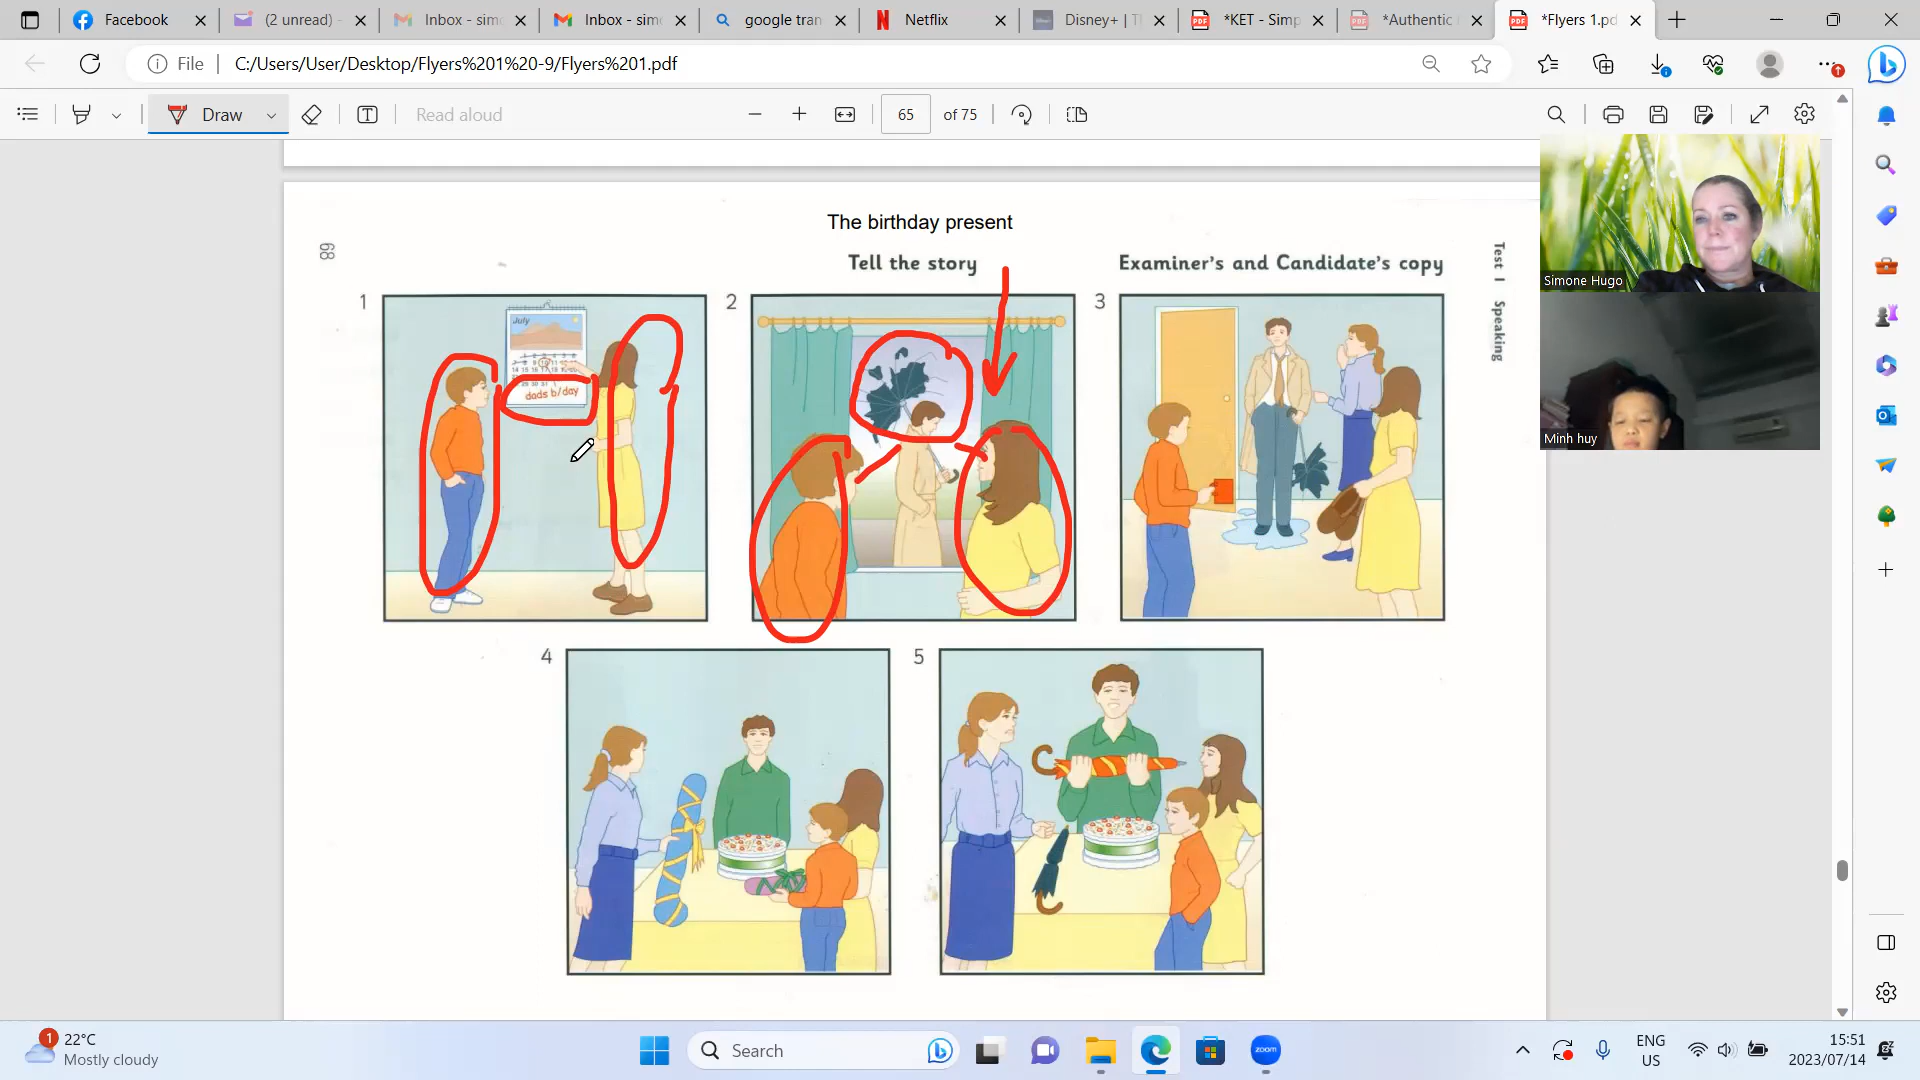 Facebook
(2 unread) -
Inbox - sim
Inbox - sim
google tran
Netflix
Disney+ | T
*KET - Simp
*Authentic
*Flyers 1.pd
File
C:/Users/User/Desktop/Flyers%201%20-9/Flyers%201.pdf
Draw
Read aloud
65
of 75
The birthday present
68
Tell the story
Examiner's and Candidate's copy
Test 1 Speaking
Simone Hugo
Minh huy
1
2
3
July
dads b/day
4
5
1
22°C
Mostly cloudy
Search
zoom
ENG
US
15:51
2023/07/14